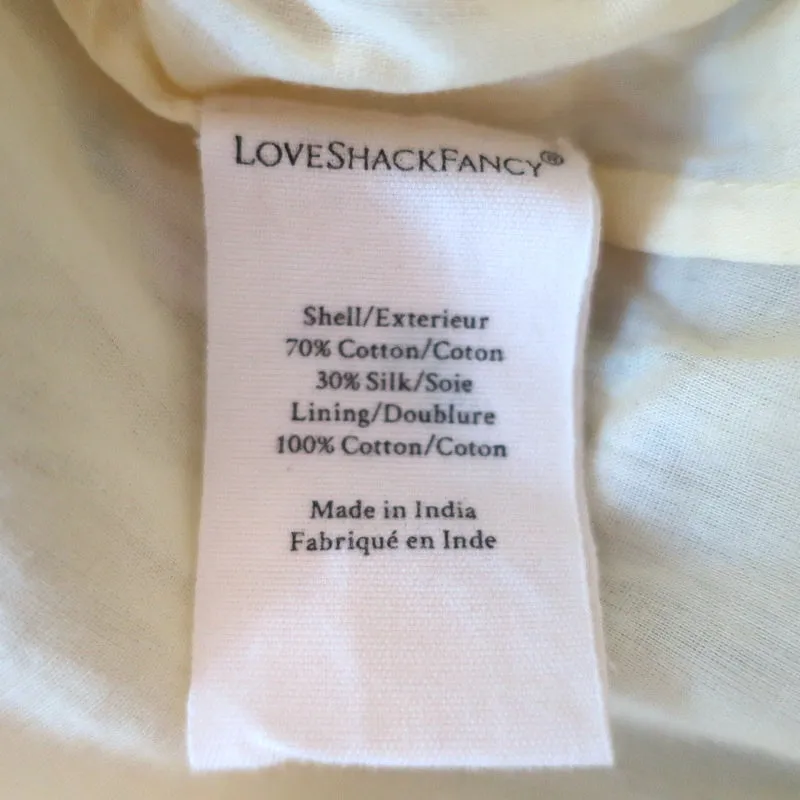 LOVESHACKFANCY®
Shell/Exterieur
70% Cotton/Coton
30% Silk/Soie
Lining/Doublure
100% Cotton/Coton
Made in India
Fabriqué en Inde